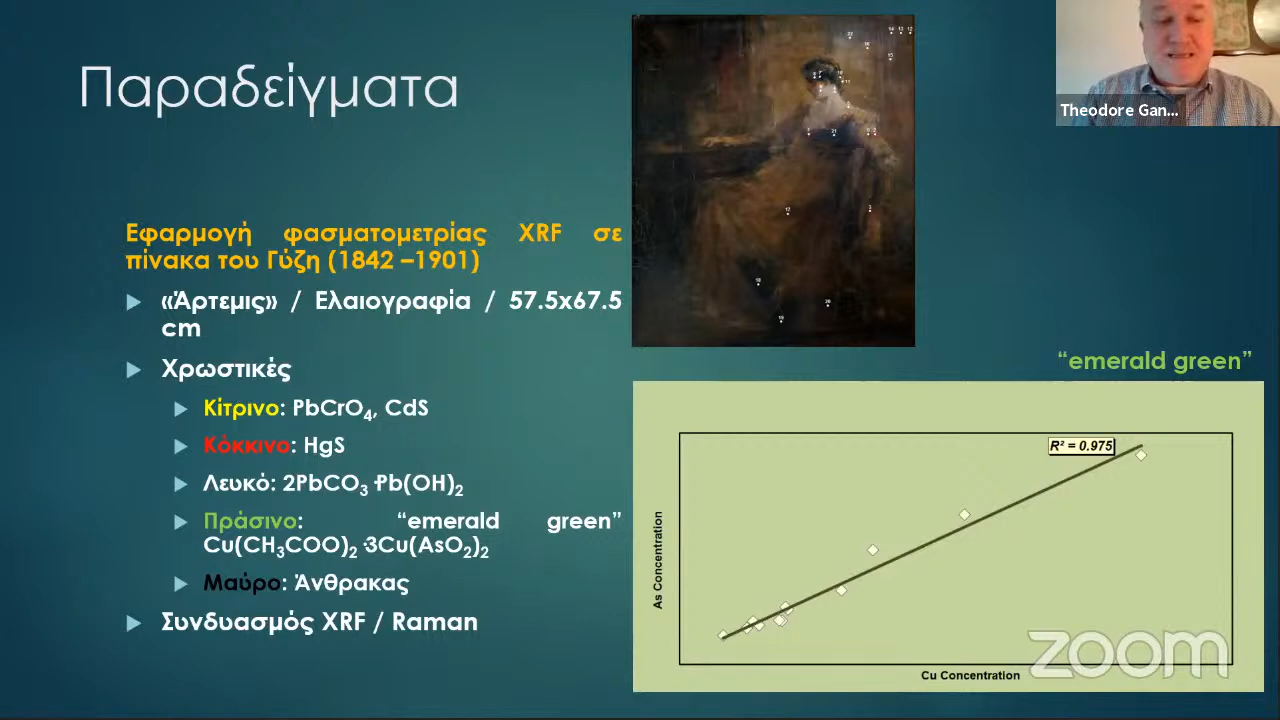 Παραδείγματα
Theodore Gan...
Εφαρμογή φασματομετρίας XRF σε
πίνακα του Γύζη (1842 –1901)
«Άρτεμις» / Ελαιογραφία / 57.5x67.5
cm
Χρωστικές
Κίτρινο: PbCrO4, CdS
Κόκκινο: HgS
Λευκό: 2PbCO3·Pb(OH)2
Πράσινο: “emerald green”
Cu(CH3COO)2·3Cu(AsO2)2
Μαύρο: Άνθρακας
Συνδυασμός XRF / Raman
“emerald green”
R² = 0.975
As Concentration
Cu Concentration
zoom